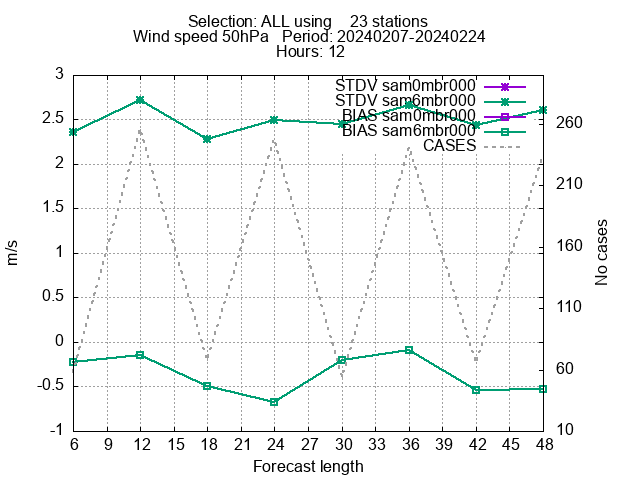 Selection: ALL using 23 stations
Wind speed 50hPa Period: 20240207-20240224
Hours: 12
3
2.5
2
1.5
1
0.5
0
-0.5
-1
m/s
STDV sam0mbr000
STDV sam6mbr000
BIAS sam0mbr000
BIAS sam6mbr000
CASES
260
210
160
110
60
10
No cases
6 9 12 15 18 21 24 27 30 33 36 39 42 45 48
Forecast length